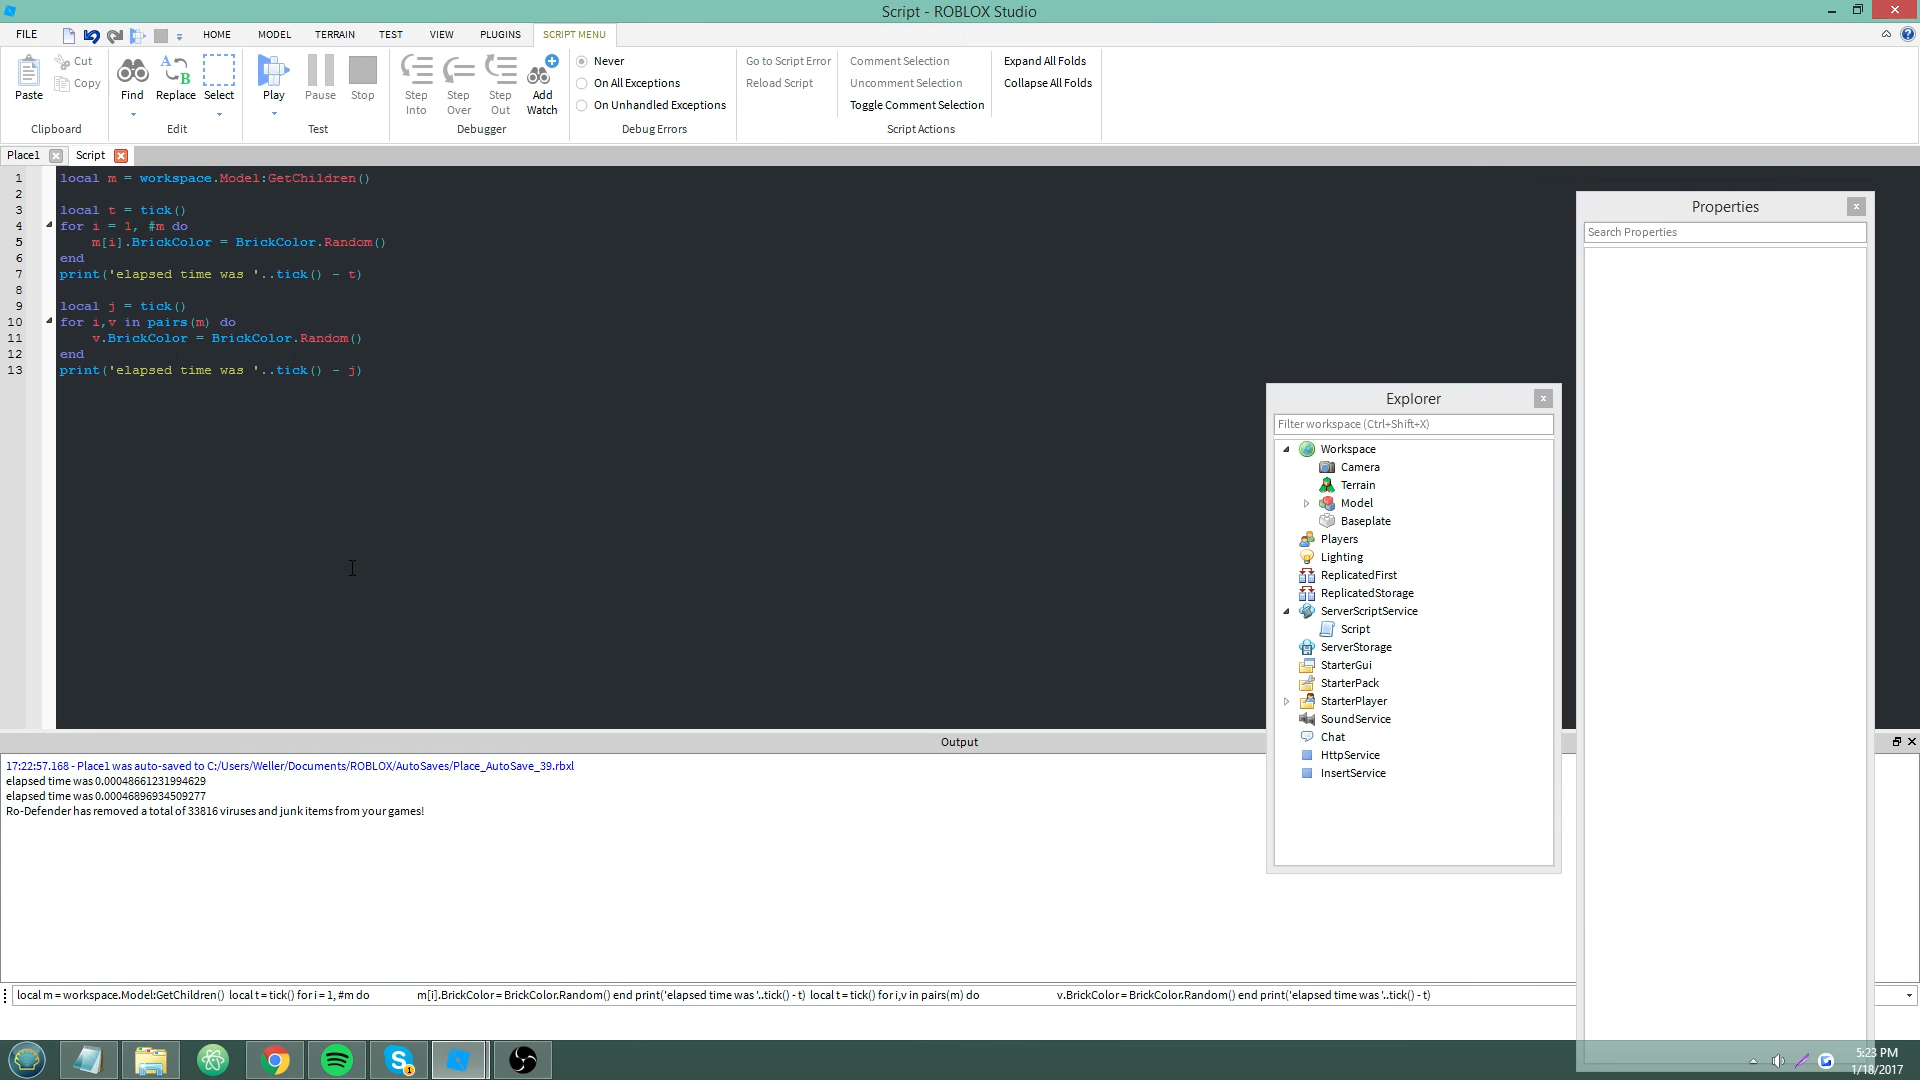 Script - ROBLOX Studio
FILE HOME MODEL TERRAIN TEST VIEW PLUGINS SCRIPT MENU
Paste
Cut
Copy
Clipboard
Find
Replace
Select
Edit
Play
Pause
Stop
Test
Step Into
Step Over
Step Out
Add Watch
Debugger
Never
On All Exceptions
On Unhandled Exceptions
Debug Errors
Go to Script Error
Reload Script
Comment Selection
Uncomment Selection
Toggle Comment Selection
Expand All Folds
Collapse All Folds
Script Actions
Place1 Script
1 local m = workspace.Model:GetChildren()
2
3 local t = tick()
4 for i = 1, #m do
5 m[i].BrickColor = BrickColor.Random()
6 end
7 print('elapsed time was '..tick() - t)
8
9 local j = tick()
10 for i,v in pairs(m) do
11 v.BrickColor = BrickColor.Random()
12 end
13 print('elapsed time was '..tick() - j)
Properties
Search Properties
Explorer
Filter workspace (Ctrl+Shift+X)
Workspace
Camera
Terrain
Model
Baseplate
Players
Lighting
ReplicatedFirst
ReplicatedStorage
ServerScriptService
Script
ServerStorage
StarterGui
StarterPack
StarterPlayer
SoundService
Chat
HttpService
InsertService
Output
17:22:57.168 - Place1 was auto-saved to C:/Users/Weller/Documents/ROBLOX/AutoSaves/Place_AutoSave_39.rbxl
elapsed time was 0.00048661231994629
elapsed time was 0.00046896934509277
Ro-Defender has removed a total of 33816 viruses and junk items from your games!
local m = workspace.Model:GetChildren() local t = tick() for i = 1, #m do m[i].BrickColor = BrickColor.Random() end print('elapsed time was '..tick() - t) local t = tick() for i,v in pairs(m) do v.BrickColor = BrickColor.Random() end print('elapsed time was '..tick() - t)
5:23 PM
1/18/2017